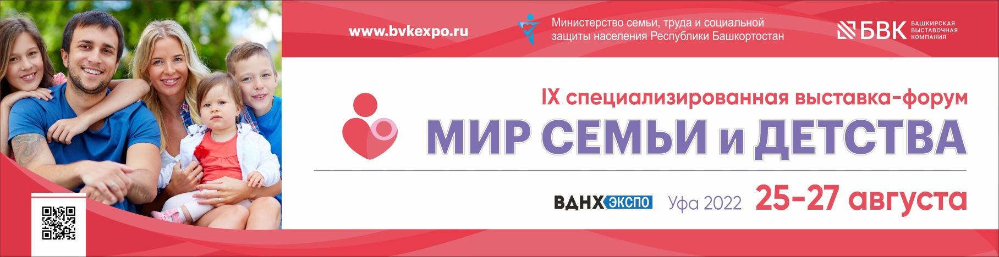 www.bvkexpo.ru
Министерство семьи, труда и социальной
защиты населения Республики Башкортостан
БВК
БАШКИРСКАЯ
ВЫСТАВОЧНАЯ
КОМПАНИЯ
IX специализированная выставка-форум
МИР СЕМЬИ и ДЕТСТВА
ВДНХ ЭКСПО Уфа 2022 25-27 августа